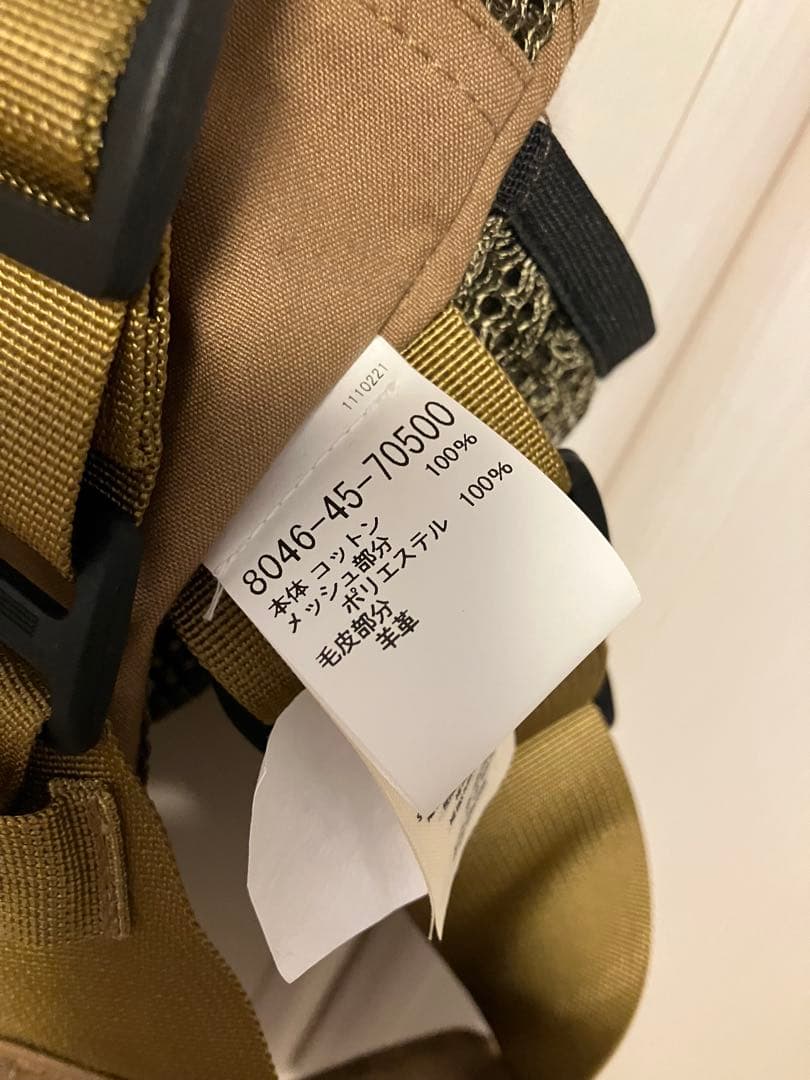 1110221
8046-45-70500
本体 コットン 100%
メッシュ部分
ポリエステル 100%
毛皮部分
羊革